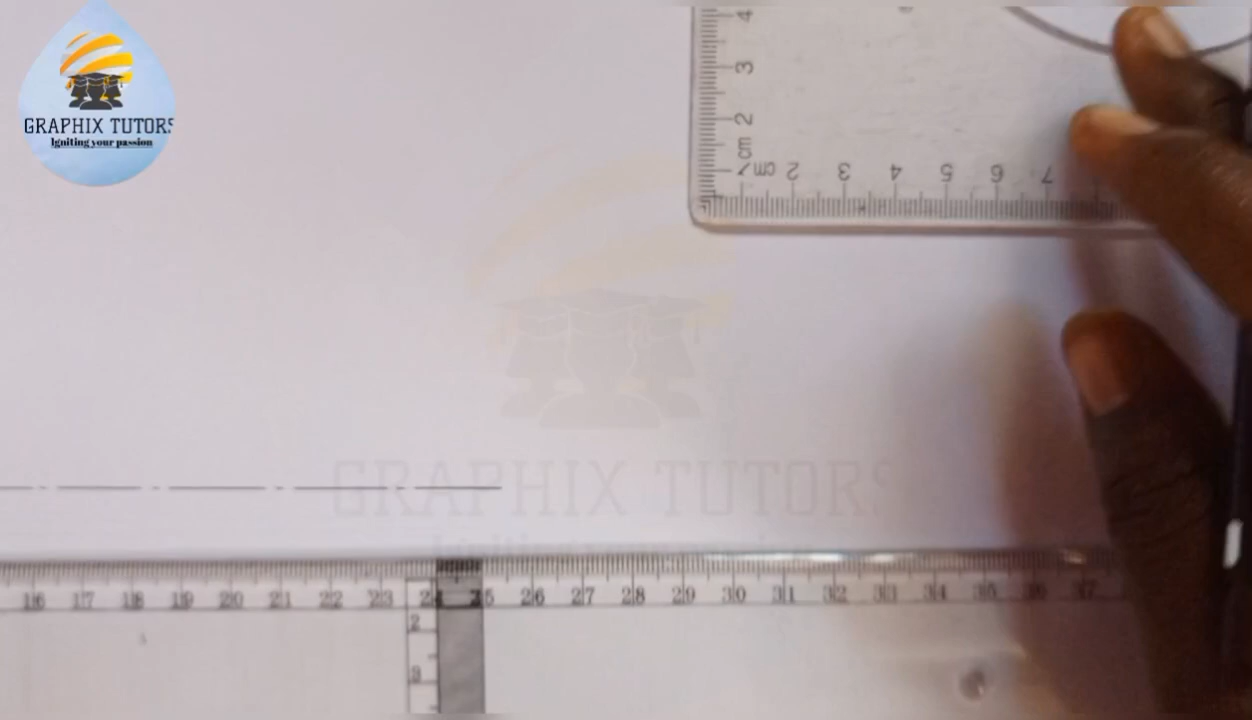 GRAPHIX TUTORS
Igniting your passion
4
3
2
1 cm
cm 2 3 4 5 6 7
GRAPHIX TUTORS
16 17 18 19 20 21 22 23 24 25 26 27 28 29 30 31 32 33 34 35 36 37
2
3